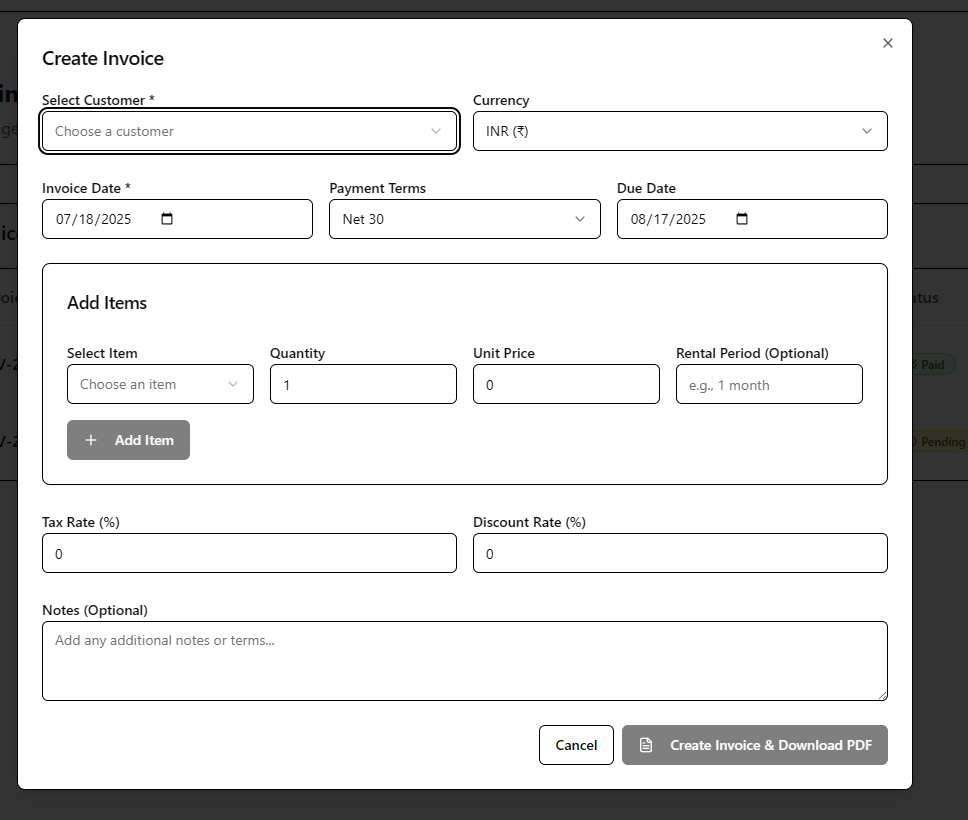 Create Invoice
Select Customer *
Currency
Choose a customer
INR (₹)
Invoice Date *
Payment Terms
Due Date
07/18/2025
Net 30
08/17/2025
Add Items
Select Item
Quantity
Unit Price
Rental Period (Optional)
Choose an item
1
0
e.g., 1 month
Paid
Add Item
Pending
Tax Rate (%)
Discount Rate (%)
0
0
Notes (Optional)
Add any additional notes or terms...
Cancel
Create Invoice & Download PDF